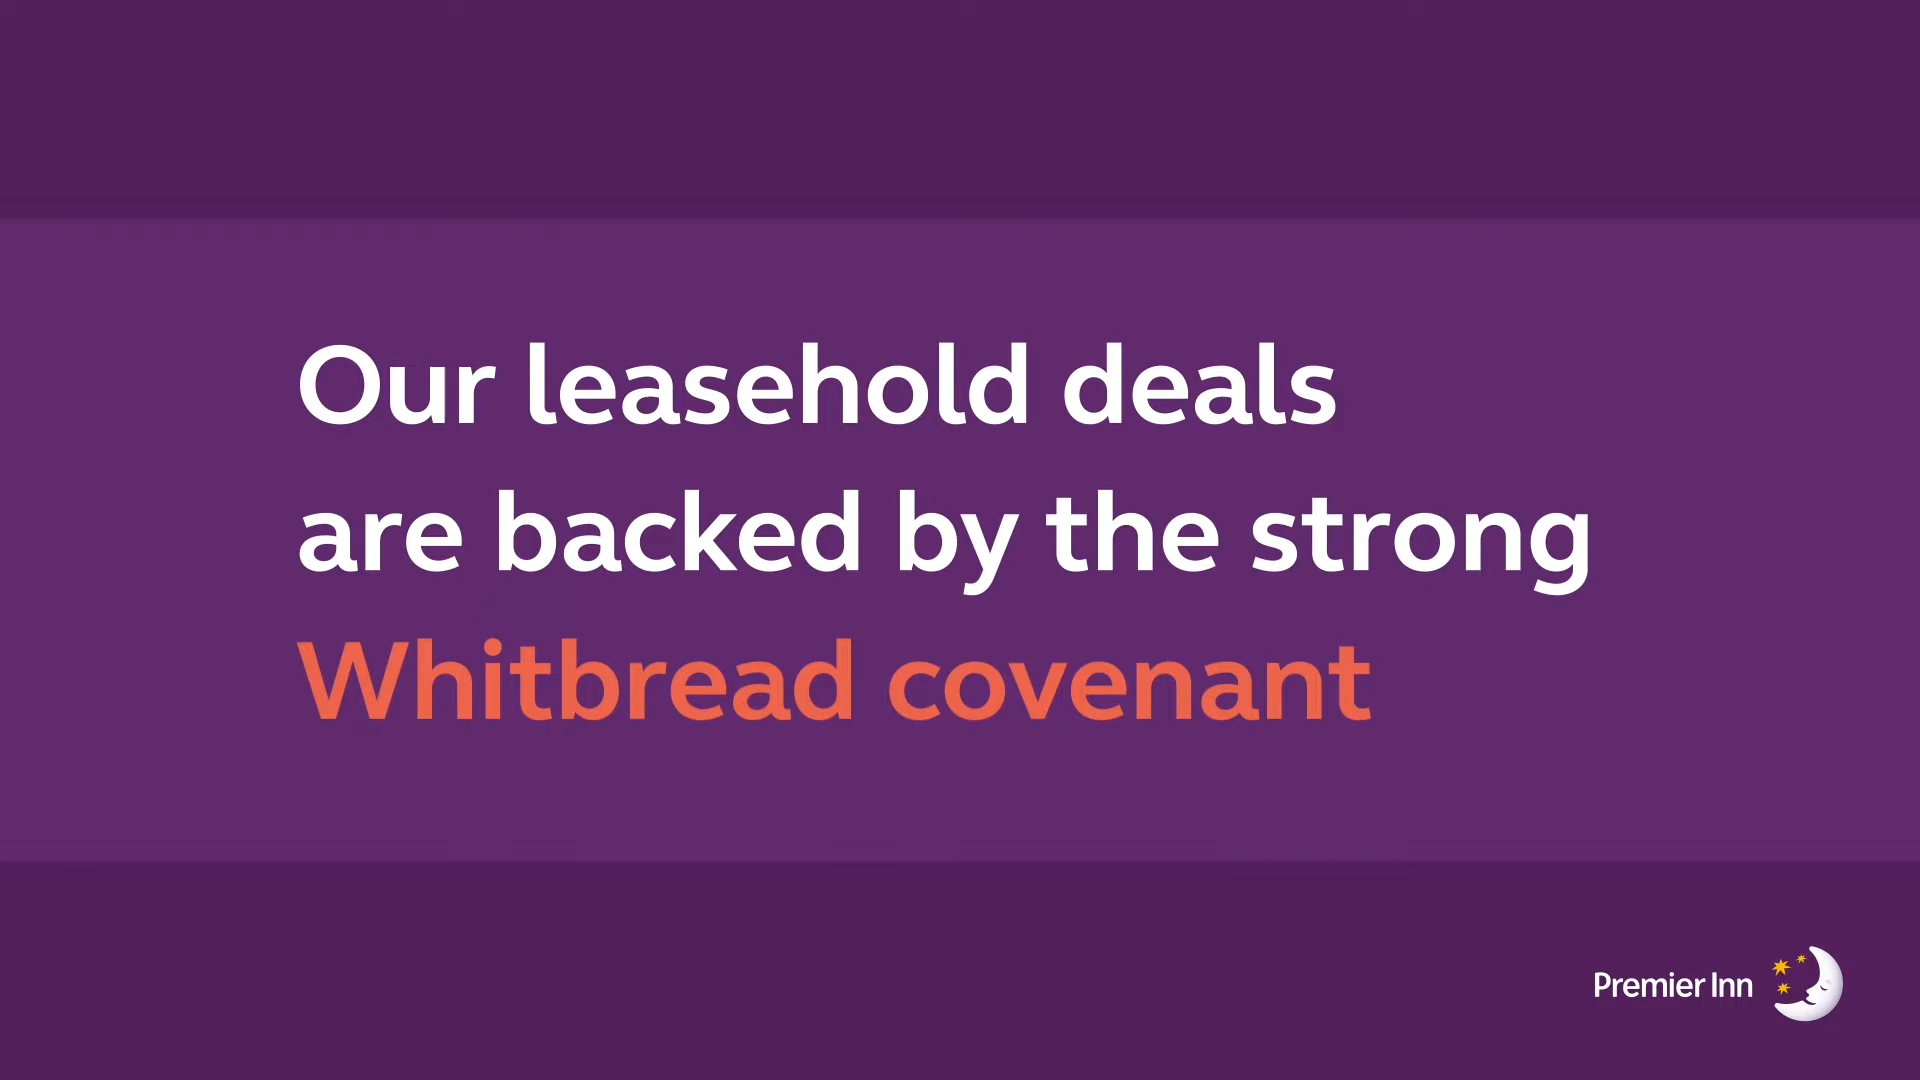 Our leasehold deals
are backed by the strong
Whitbread covenant
Premier Inn